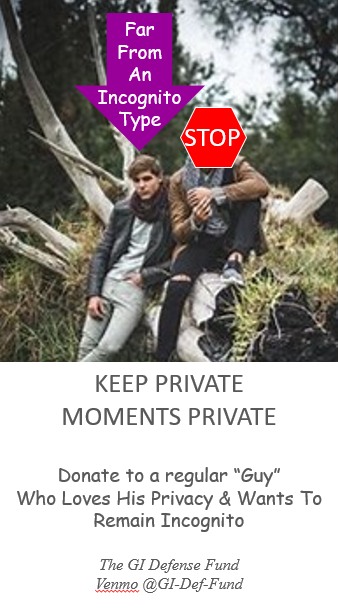 Far
From
An
Incognito
Type
STOP
KEEP PRIVATE
MOMENTS PRIVATE
Donate to a regular “Guy”
Who Loves His Privacy & Wants To
Remain Incognito
The GI Defense Fund
Venmo @GI-Def-Fund